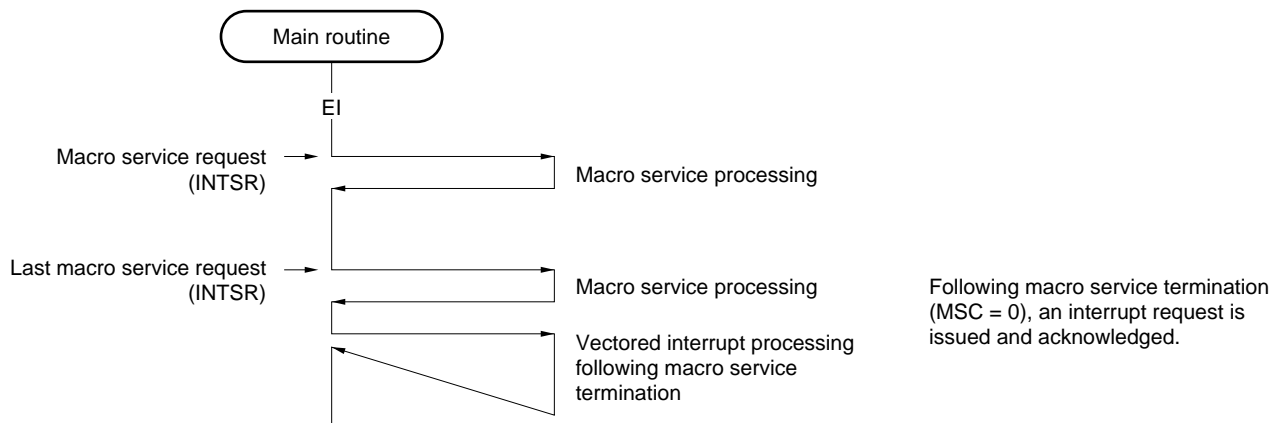 Main routine
EI
Macro service request
(INTSR)
Macro service processing
Last macro service request
(INTSR)
Macro service processing
Following macro service termination
(MSC = 0), an interrupt request is
issued and acknowledged.
Vectored interrupt processing
following macro service
termination